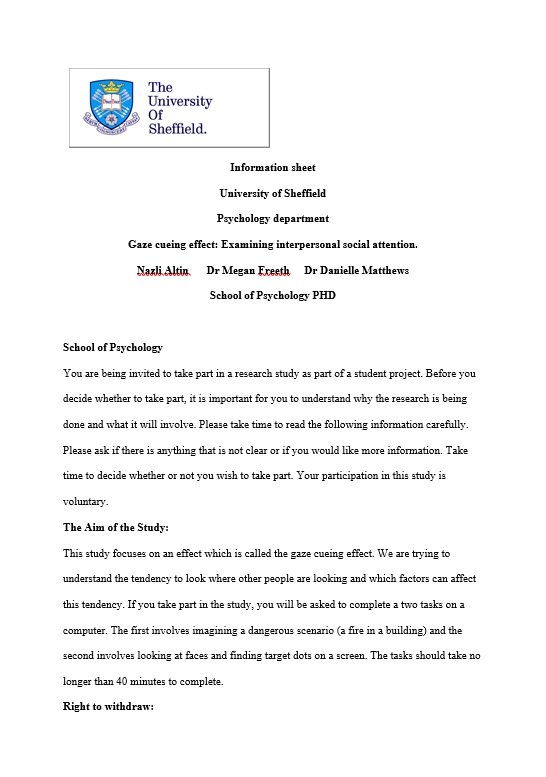 The
University
Of
Sheffield.
Information sheet
University of Sheffield
Psychology department
Gaze cueing effect: Examining interpersonal social attention.
Nazli Altin Dr Megan Freeth Dr Danielle Matthews
School of Psychology PHD
School of Psychology
You are being invited to take part in a research study as part of a student project. Before you
decide whether to take part, it is important for you to understand why the research is being
done and what it will involve. Please take time to read the following information carefully.
Please ask if there is anything that is not clear or if you would like more information. Take
time to decide whether or not you wish to take part. Your participation in this study is
voluntary.
The Aim of the Study:
This study focuses on an effect which is called the gaze cueing effect. We are trying to
understand the tendency to look where other people are looking and which factors can affect
this tendency. If you take part in the study, you will be asked to complete a two tasks on a
computer. The first involves imagining a dangerous scenario (a fire in a building) and the
second involves looking at faces and finding target dots on a screen. The tasks should take no
longer than 40 minutes to complete.
Right to withdraw: